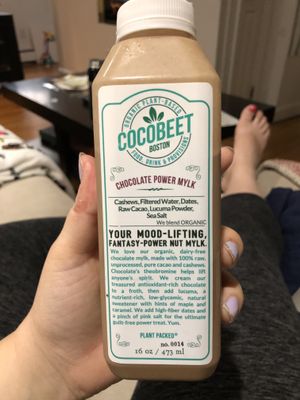 ORGANIC PLANT-BASED
COCOBEET
BOSTON
FOOD, DRINK & PROVISIONS
CHOCOLATE POWER MYLK
Cashews, Filtered Water, Dates,
Raw Cacao, Lucuma Powder,
Sea Salt
We blend ORGANIC
YOUR MOOD-LIFTING,
FANTASY-POWER NUT MYLK.
We love our organic, dairy-free
chocolate mylk, made with 100% raw,
unprocessed, pure cacao and cashews.
Chocolate's theobromine helps lift
anyone's spirit. We cream our
treasured antioxidant-rich chocolate
to a froth, then add lucuma, a
nutrient-rich, low-glycemic, natural
sweetener with hints of maple and
caramel. We add high-fiber dates and
a pinch of pink salt for the ultimate
guilt-free power treat. Yum.
PLANT PACKED®
no. 0014
16 oz / 473 ml